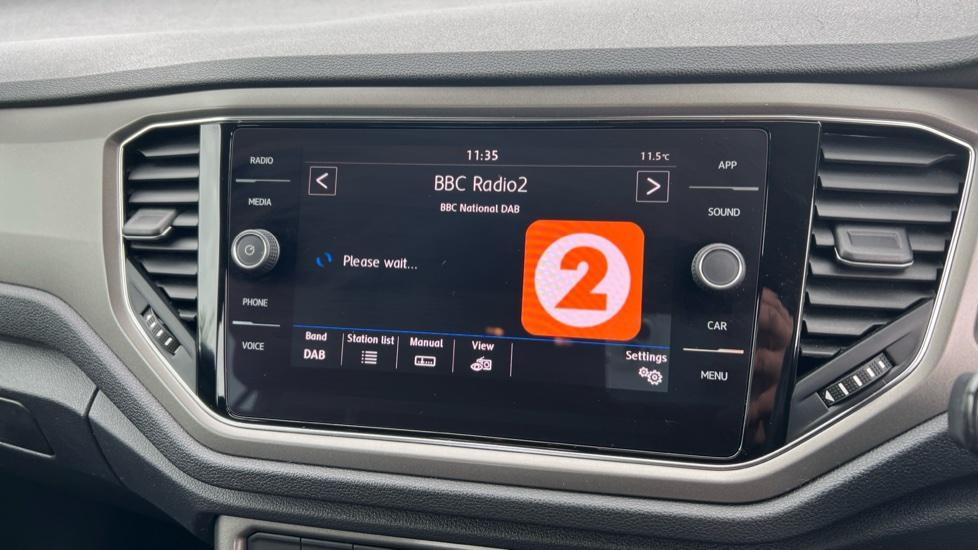 RADIO
MEDIA
PHONE
VOICE
11:35
11.5°C
<
BBC Radio2
>
BBC National DAB
Please wait...
2
Band
DAB
Station list
Manual
View
Settings
APP
SOUND
CAR
MENU